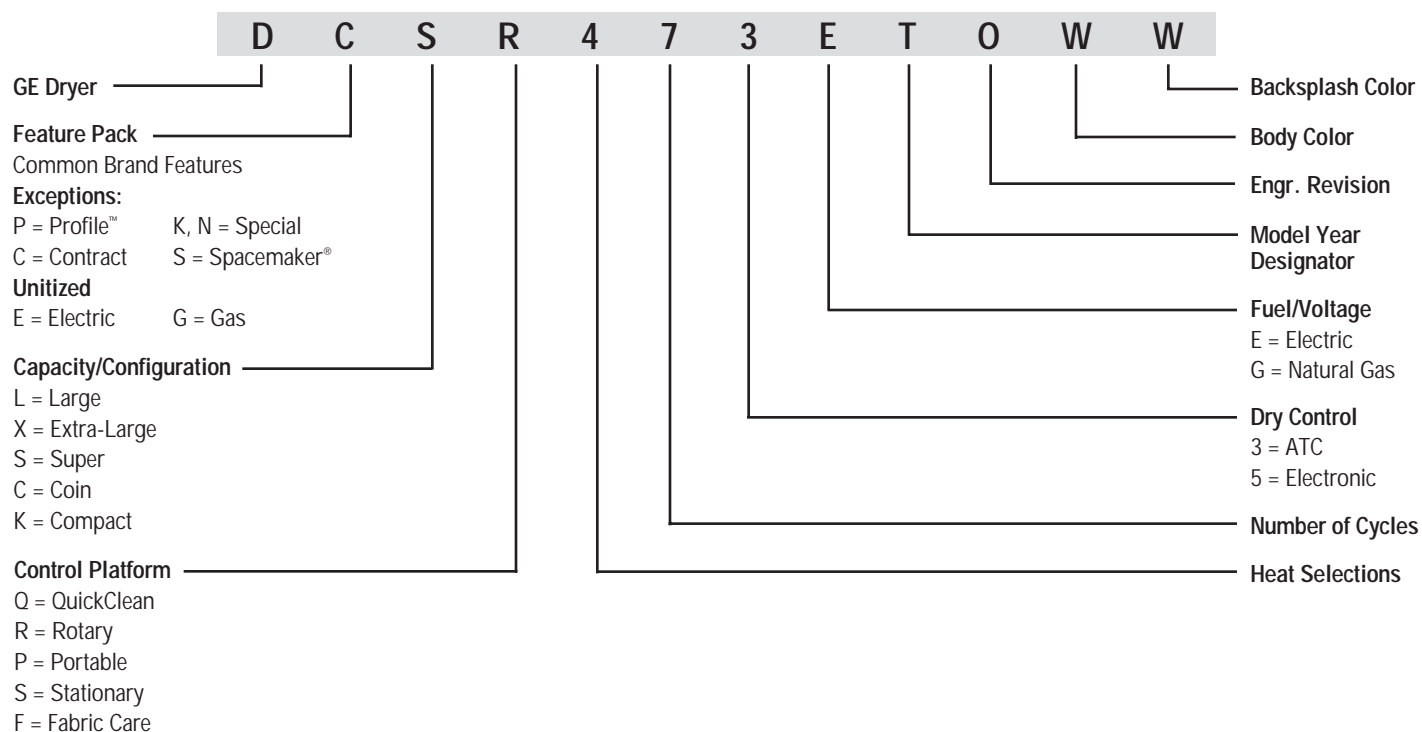 D C S R 4 7 3 E T O W W
GE Dryer
Feature Pack
Common Brand Features
Exceptions:
P = Profile™ K, N = Special
C = Contract S = Spacemaker®
Unitized
E = Electric G = Gas
Capacity/Configuration
L = Large
X = Extra-Large
S = Super
C = Coin
K = Compact
Control Platform
Q = QuickClean
R = Rotary
P = Portable
S = Stationary
F = Fabric Care
Backsplash Color
Body Color
Engr. Revision
Model Year
Designator
Fuel/Voltage
E = Electric
G = Natural Gas
Dry Control
3 = ATC
5 = Electronic
Number of Cycles
Heat Selections